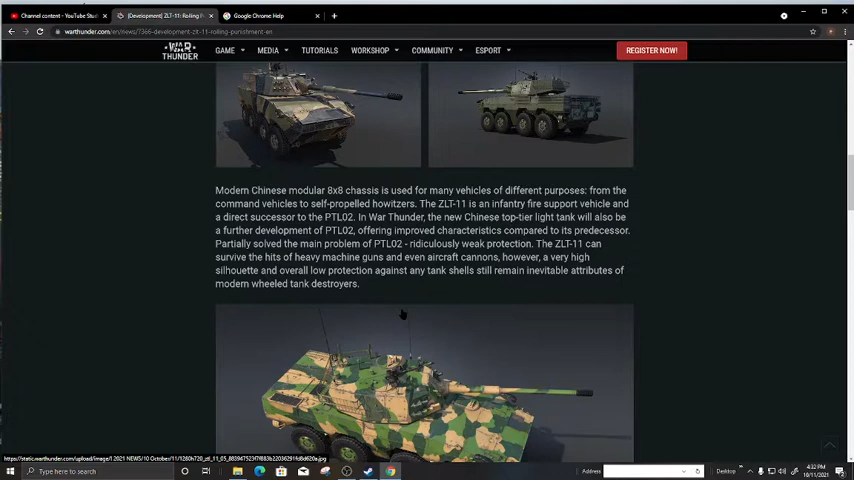 Channel content - YouTube Stud
[Development] ZLT-11: Rolling P
Google Chrome Help
warthunder.com/en/news/7366-development-zlt-11-rolling-punishment-en
WAR THUNDER
GAME
MEDIA
TUTORIALS
WORKSHOP
COMMUNITY
ESPORT
REGISTER NOW!
Modern Chinese modular 8x8 chassis is used for many vehicles of different purposes: from the
command vehicles to self-propelled howitzers. The ZLT-11 is an infantry fire support vehicle and
a direct successor to the PTL02. In War Thunder, the new Chinese top-tier light tank will also be
a further development of PTL02, offering improved characteristics compared to its predecessor.
Partially solved the main problem of PTL02 - ridiculously weak protection. The ZLT-11 can
survive the hits of heavy machine guns and even aircraft cannons, however, a very high
silhouette and overall low protection against any tank shells still remain inevitable attributes of
modern wheeled tank destroyers.
Type here to search
Address
Desktop
4:32 PM
10/11/2021